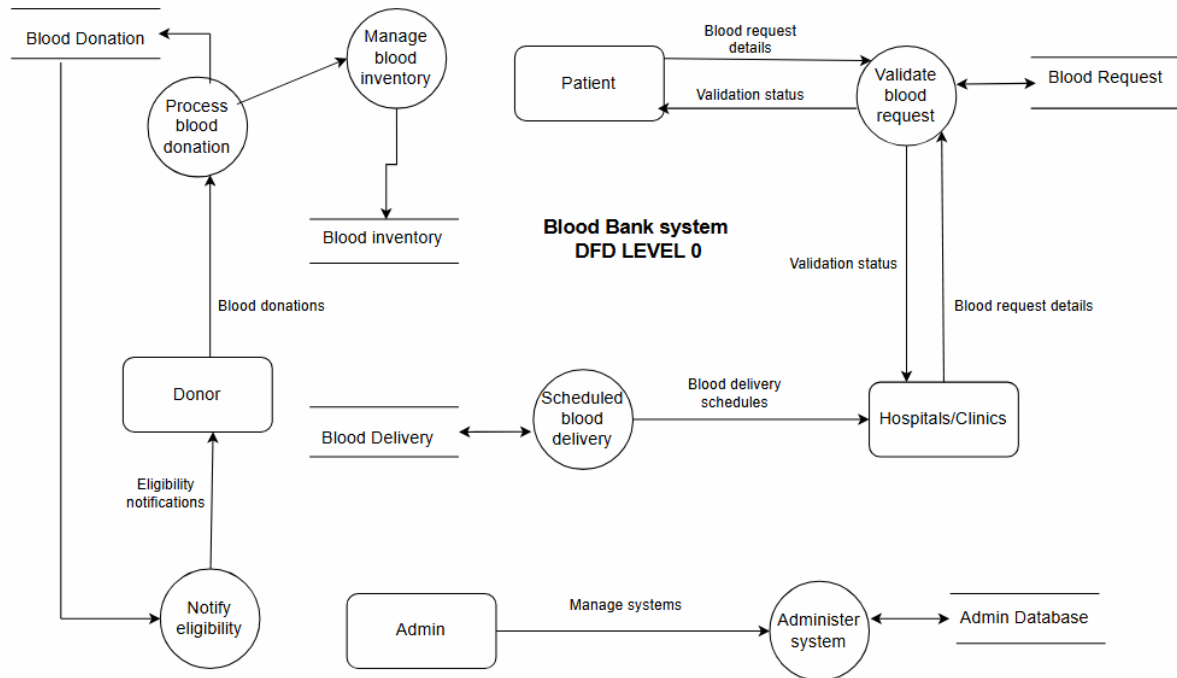 Blood Donation
Manage
blood
inventory
Process
blood
donation
Blood request
details
Patient
Validation status
Validate
blood
request
Blood Request
Blood inventory
Blood Bank system
DFD LEVEL 0
Validation status
Blood donations
Blood request details
Donor
Blood Delivery
Scheduled
blood
delivery
Blood delivery
schedules
Hospitals/Clinics
Eligibility
notifications
Notify
eligibility
Admin
Manage systems
Administer
system
Admin Database